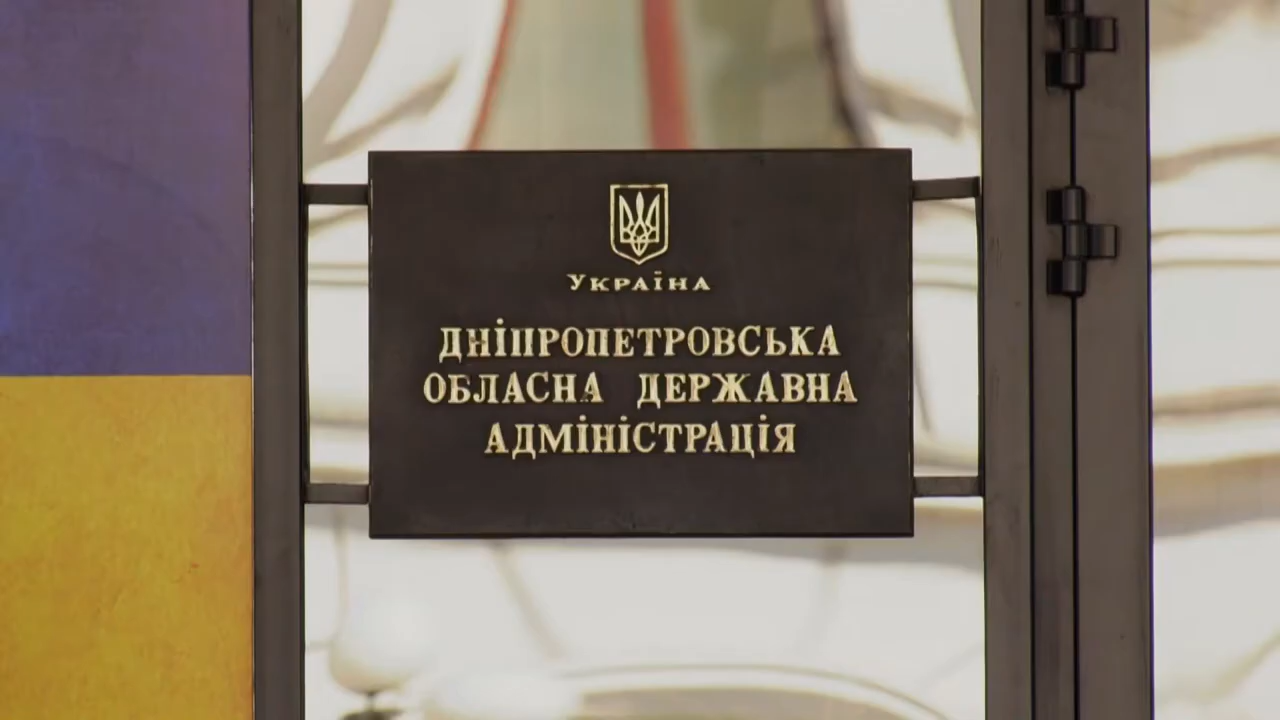 Україна
ДНІПРОПЕТРОВСЬКА
ОБЛАСНА ДЕРЖАВНА
АДМІНІСТРАЦІЯ